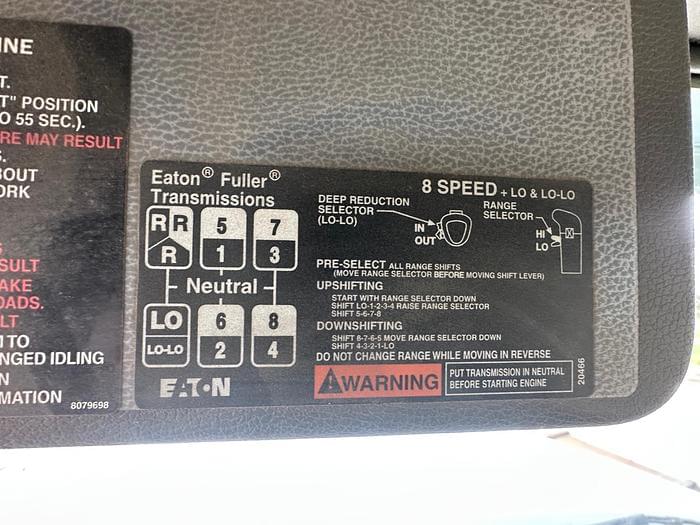 INE
T.
T" POSITION
O 55 SEC.).
RE MAY RESULT
S.
BOUT
ORK
S
SULT
AKE
OADS.
LT
M TO
NGED IDLING
N
MATION
8079698
Eaton® Fuller®
Transmissions
8 SPEED + LO & LO-LO
DEEP REDUCTION
SELECTOR
(LO-LO)
IN
OUT
RANGE
SELECTOR
HI
LO
R R 5 7
R 1 3
Neutral
LO 6 8
LO-LO 2 4
EATON
PRE-SELECT ALL RANGE SHIFTS
(MOVE RANGE SELECTOR BEFORE MOVING SHIFT LEVER)
UPSHIFTING
START WITH RANGE SELECTOR DOWN
SHIFT LO-1-2-3-4 RAISE RANGE SELECTOR
SHIFT 5-6-7-8
DOWNSHIFTING
SHIFT 8-7-6-5 MOVE RANGE SELECTOR DOWN
SHIFT 4-3-2-1-LO
DO NOT CHANGE RANGE WHILE MOVING IN REVERSE
WARNING
PUT TRANSMISSION IN NEUTRAL
BEFORE STARTING ENGINE
20466